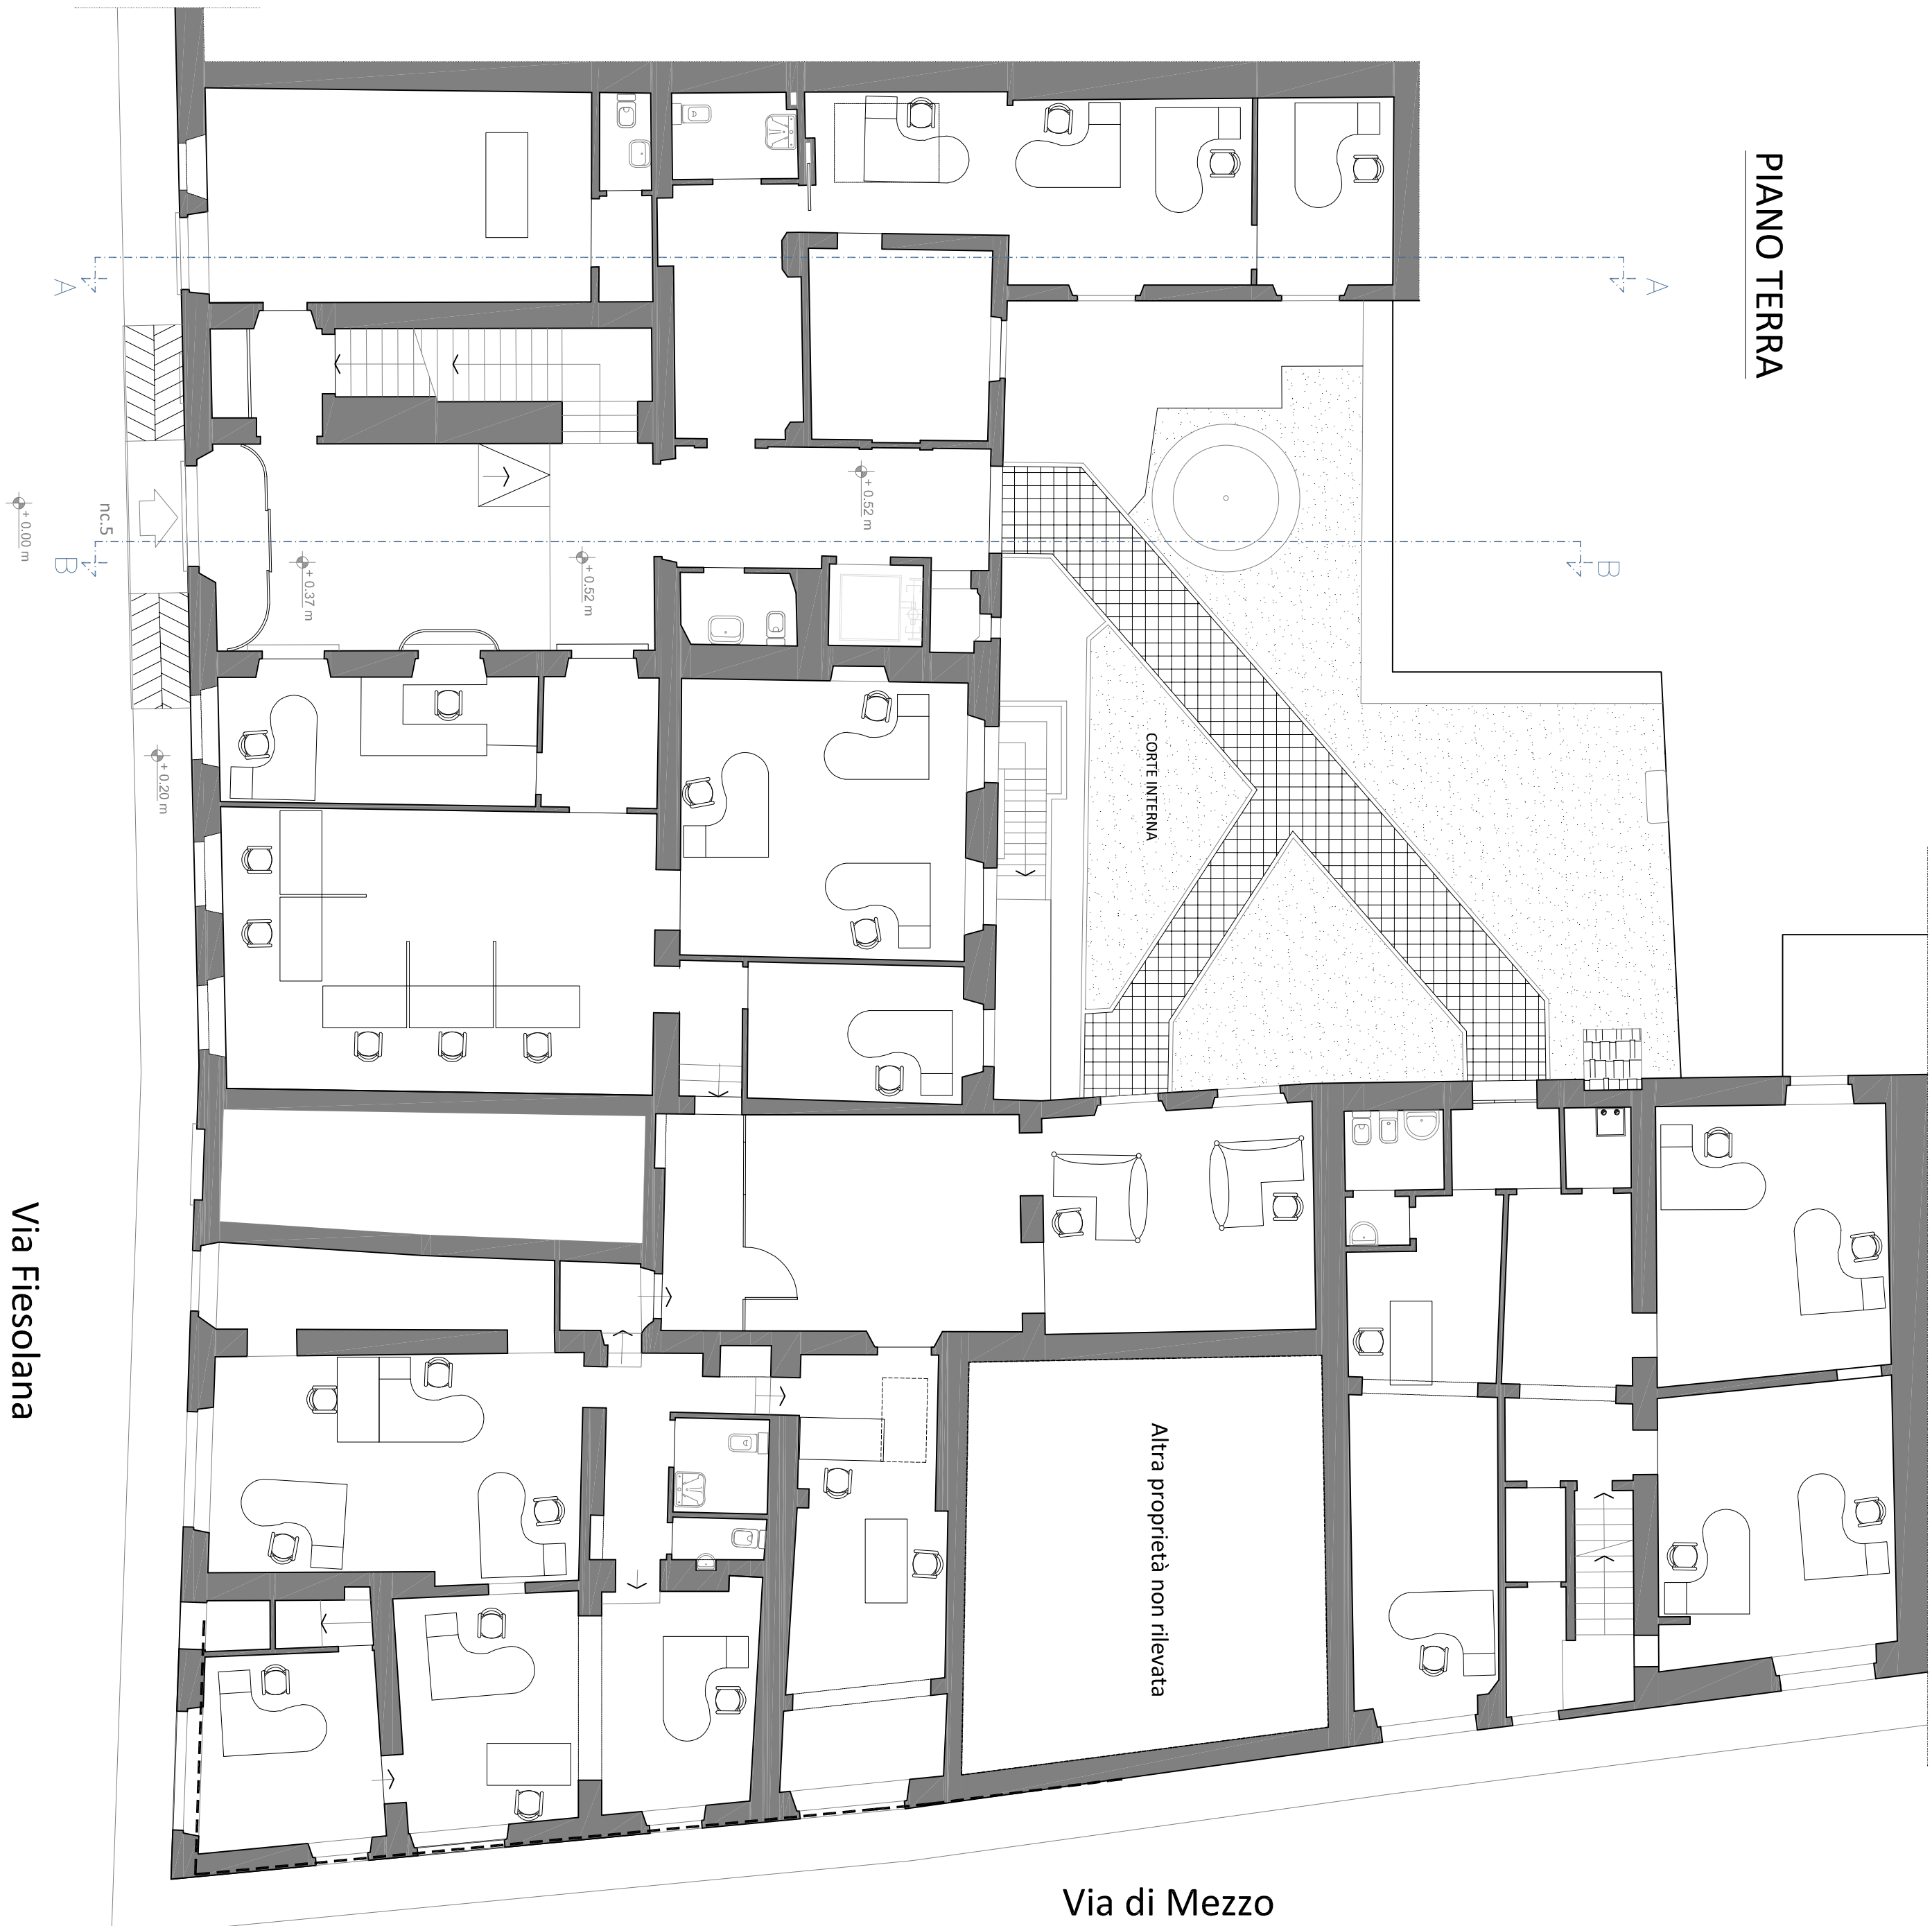 PIANO TERRA
A
A
+ 0.52 m
nc.5
+ 0.00 m
B
B
+ 0.37 m
+ 0.52 m
+ 0.20 m
CORTE INTERNA
Via Fiesolana
Altra proprietà non rilevata
Via di Mezzo